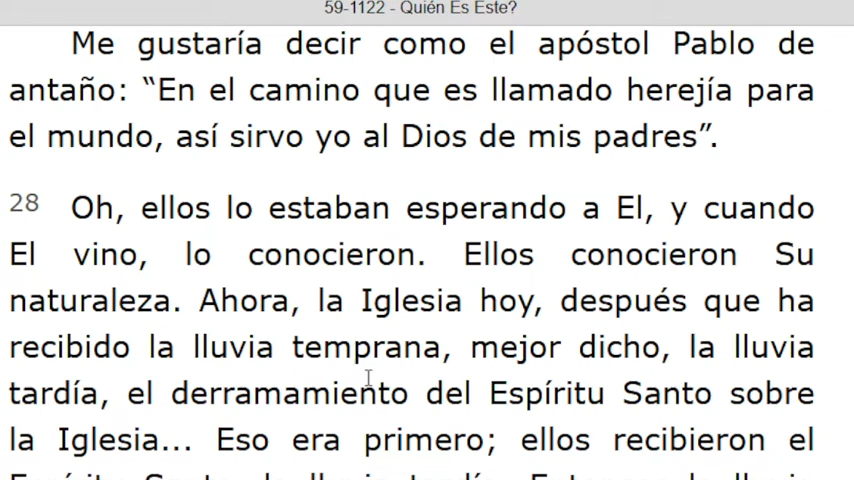 59-1122 - Quién Es Este?
Me gustaría decir como el apóstol Pablo de
antaño: “En el camino que es llamado herejía para
el mundo, así sirvo yo al Dios de mis padres”.
28 Oh, ellos lo estaban esperando a El, y cuando
El vino, lo conocieron. Ellos conocieron Su
naturaleza. Ahora, la Iglesia hoy, después que ha
recibido la lluvia temprana, mejor dicho, la lluvia
tardía, el derramamiento del Espíritu Santo sobre
la Iglesia... Eso era primero; ellos recibieron el